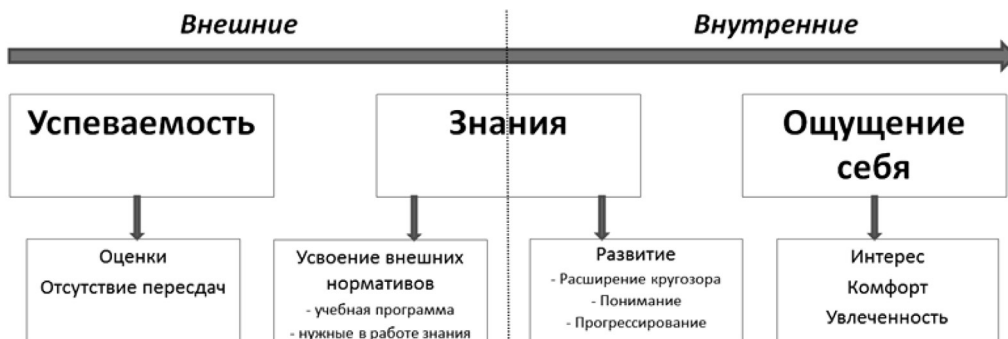 Внешние
Внутренние
Успеваемость
Знания
Ощущение
себя
Оценки
Отсутствие пересдач
Усвоение внешних
нормативов
- учебная программа
- нужные в работе знания
Развитие
- Расширение кругозора
- Понимание
- Прогрессирование
Интерес
Комфорт
Увлеченность